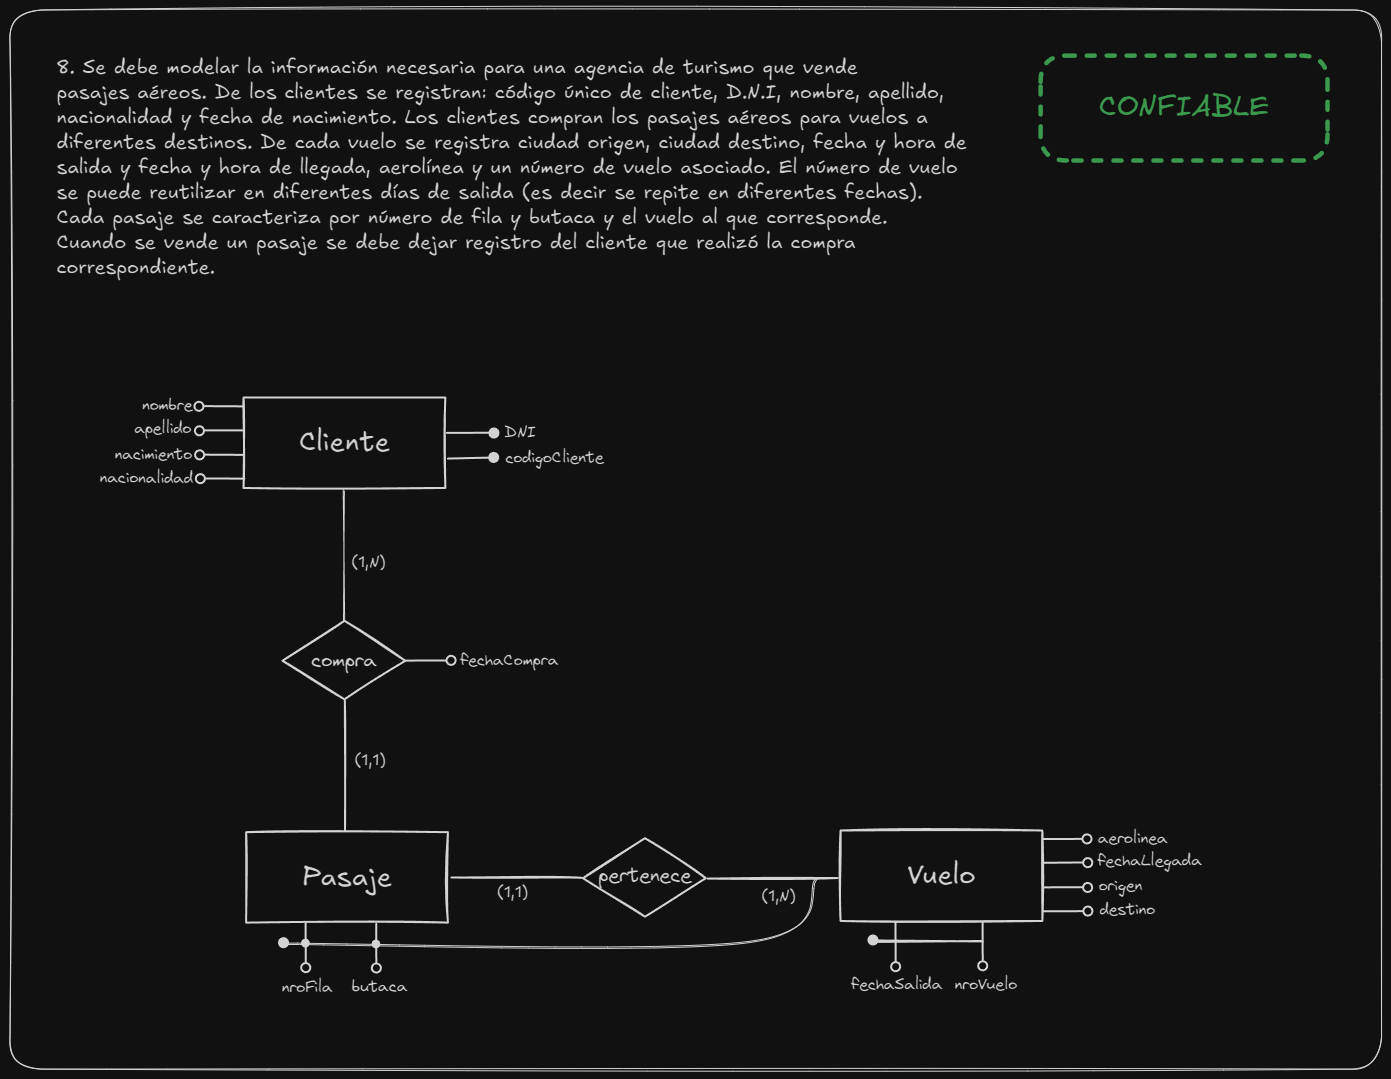 8. Se debe modelar la información necesaria para una agencia de turismo que vende
pasajes aéreos. De los clientes se registran: código único de cliente, D.N.I, nombre, apellido,
nacionalidad y fecha de nacimiento. Los clientes compran los pasajes aéreos para vuelos a
diferentes destinos. De cada vuelo se registra ciudad origen, ciudad destino, fecha y hora de
salida y fecha y hora de llegada, aerolínea y un número de vuelo asociado. El número de vuelo
se puede reutilizar en diferentes días de salida (es decir se repite en diferentes fechas).
Cada pasaje se caracteriza por número de fila y butaca y el vuelo al que corresponde.
Cuando se vende un pasaje se debe dejar registro del cliente que realizó la compra
correspondiente.
CONFIABLE
nombre
apellido
nacimiento
nacionalidad
Cliente
DNI
codigoCliente
(1,N)
compra
fechaCompra
(1,1)
Pasaje
(1,1)
pertenece
(1,N)
Vuelo
aerolinea
fechaLlegada
origen
destino
nroFila
butaca
fechaSalida
nroVuelo